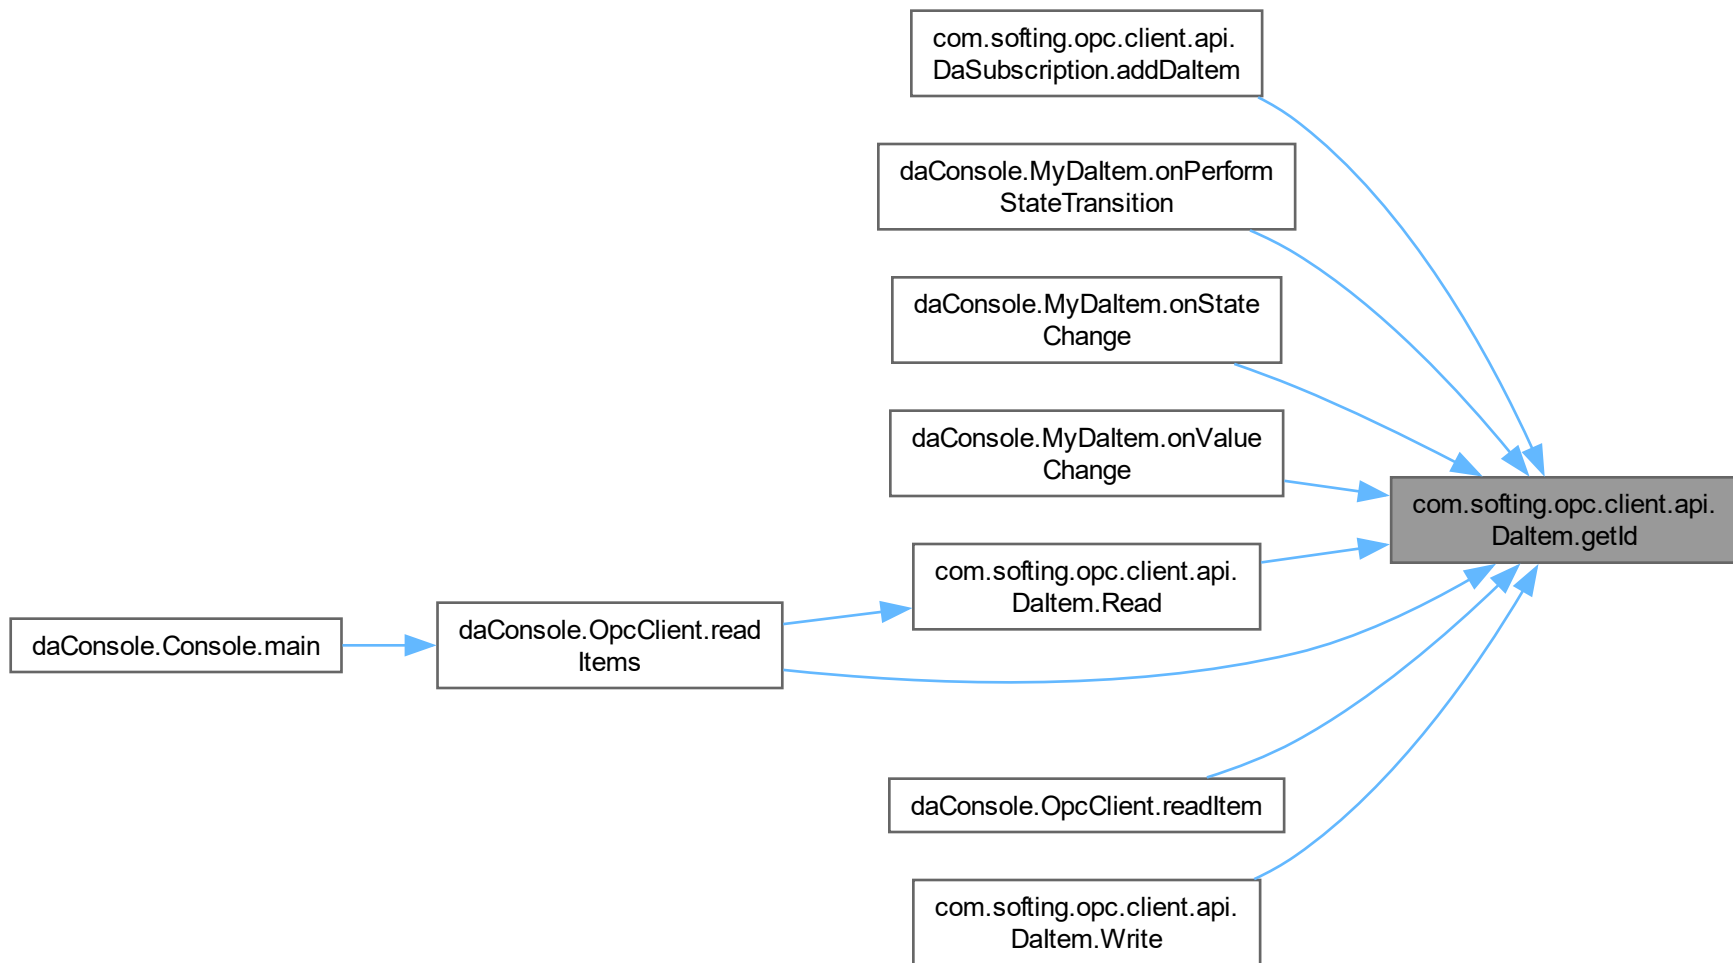 com.softing.opc.client.api.
DaSubscription.addDaItem
daConsole.MyDaItem.onPerform
StateTransition
daConsole.MyDaItem.onState
Change
daConsole.MyDaItem.onValue
Change
com.softing.opc.client.api.
DaItem.getId
com.softing.opc.client.api.
DaItem.Read
daConsole.OpcClient.read
Items
daConsole.Console.main
daConsole.OpcClient.readItem
com.softing.opc.client.api.
DaItem.Write